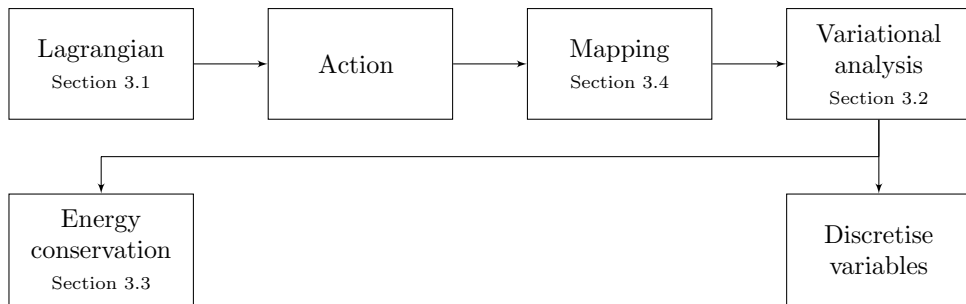 Lagrangian
Section 3.1
Action
Mapping
Section 3.4
Variational
analysis
Section 3.2
Energy
conservation
Section 3.3
Discretise
variables